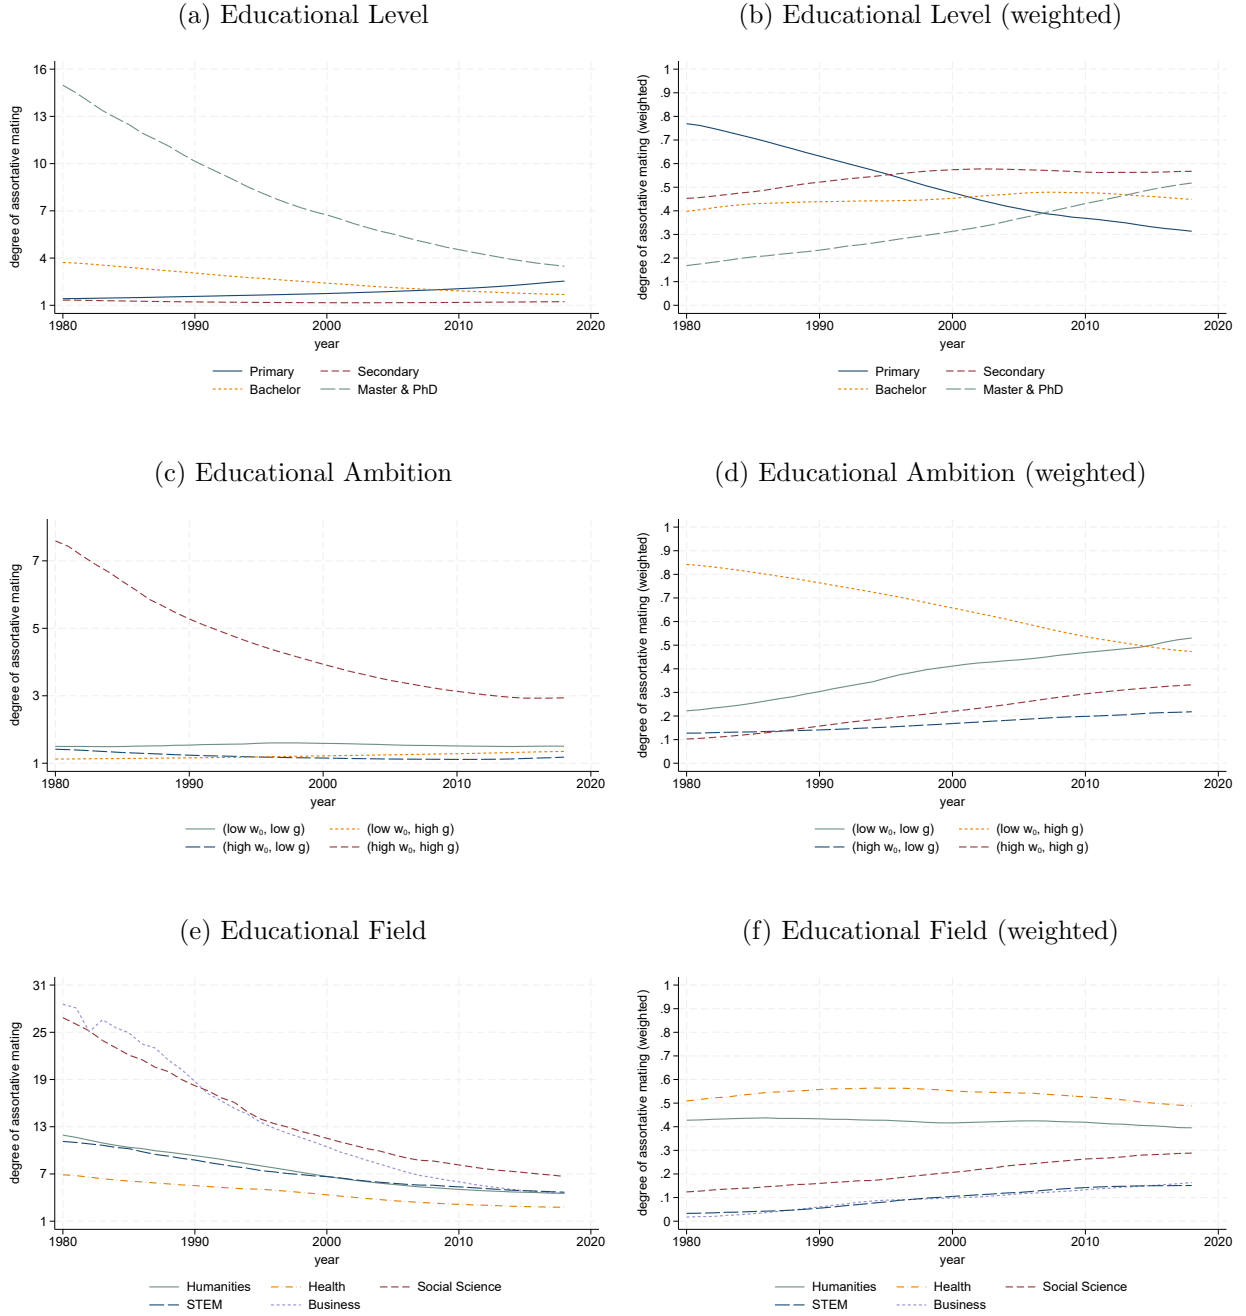 (a) Educational Level
(b) Educational Level (weighted)
degree of assortative mating
16
13
10
7
4
1
1980 1990 2000 2010 2020
year
Primary Secondary
Bachelor Master & PhD
degree of assortative mating (weighted)
1
.9
.8
.7
.6
.5
.4
.3
.2
.1
0
1980 1990 2000 2010 2020
year
Primary Secondary
Bachelor Master & PhD
(c) Educational Ambition
(d) Educational Ambition (weighted)
degree of assortative mating
7
5
3
1
1980 1990 2000 2010 2020
year
(low w₀, low g) (low w₀, high g)
(high w₀, low g) (high w₀, high g)
degree of assortative mating (weighted)
1
.9
.8
.7
.6
.5
.4
.3
.2
.1
0
1980 1990 2000 2010 2020
year
(low w₀, low g) (low w₀, high g)
(high w₀, low g) (high w₀, high g)
(e) Educational Field
(f) Educational Field (weighted)
degree of assortative mating
31
25
19
13
7
1
1980 1990 2000 2010 2020
year
Humanities Health Social Science
STEM Business
degree of assortative mating (weighted)
1
.9
.8
.7
.6
.5
.4
.3
.2
.1
0
1980 1990 2000 2010 2020
year
Humanities Health Social Science
STEM Business